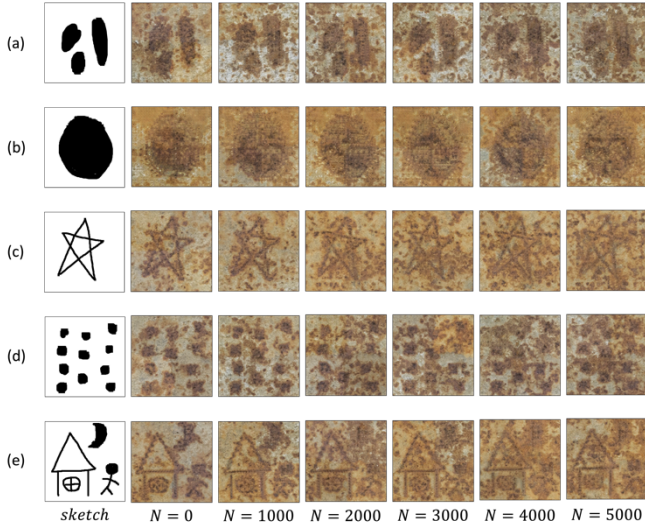 (a)
(b)
(c)
(d)
(e)
sketch N = 0 N = 1000 N = 2000 N = 3000 N = 4000 N = 5000